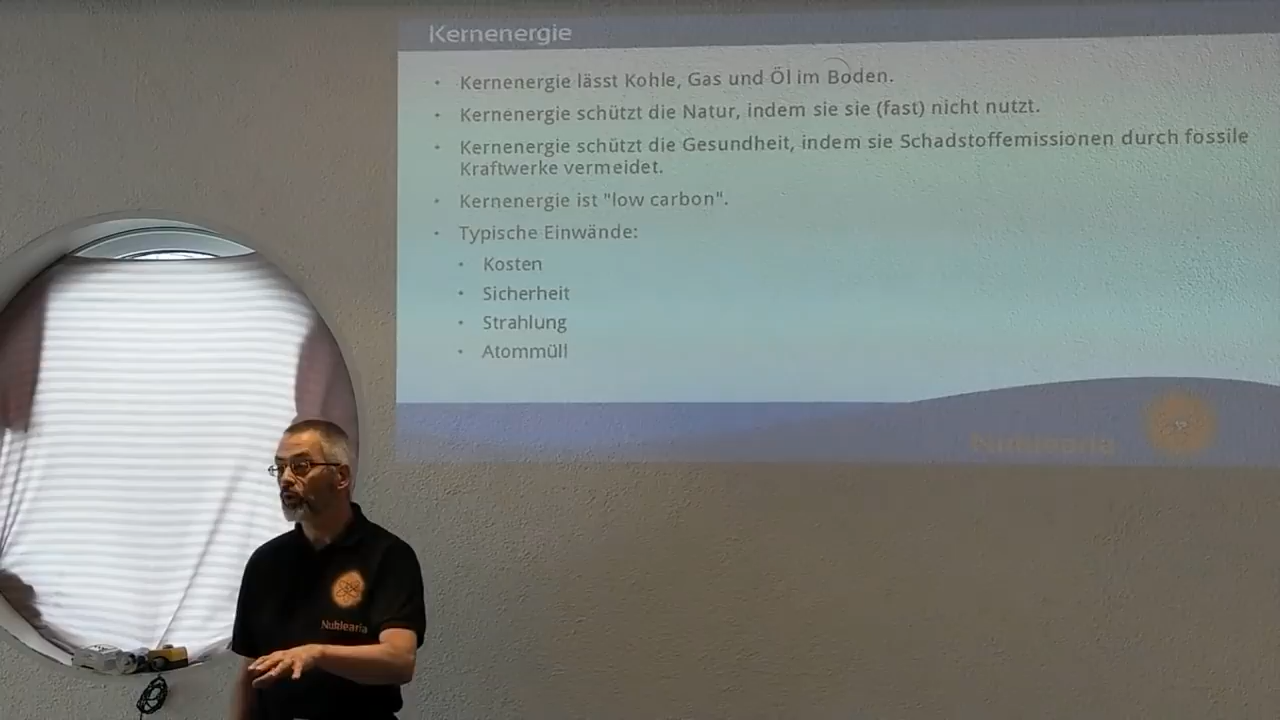 Kernenergie
• Kernenergie lässt Kohle, Gas und Öl im Boden.
• Kernenergie schützt die Natur, indem sie sie (fast) nicht nutzt.
• Kernenergie schützt die Gesundheit, indem sie Schadstoffemissionen durch fossile
Kraftwerke vermeidet.
• Kernenergie ist "low carbon".
• Typische Einwände:
• Kosten
• Sicherheit
• Strahlung
• Atommüll
Nuklearia
Nuklearia